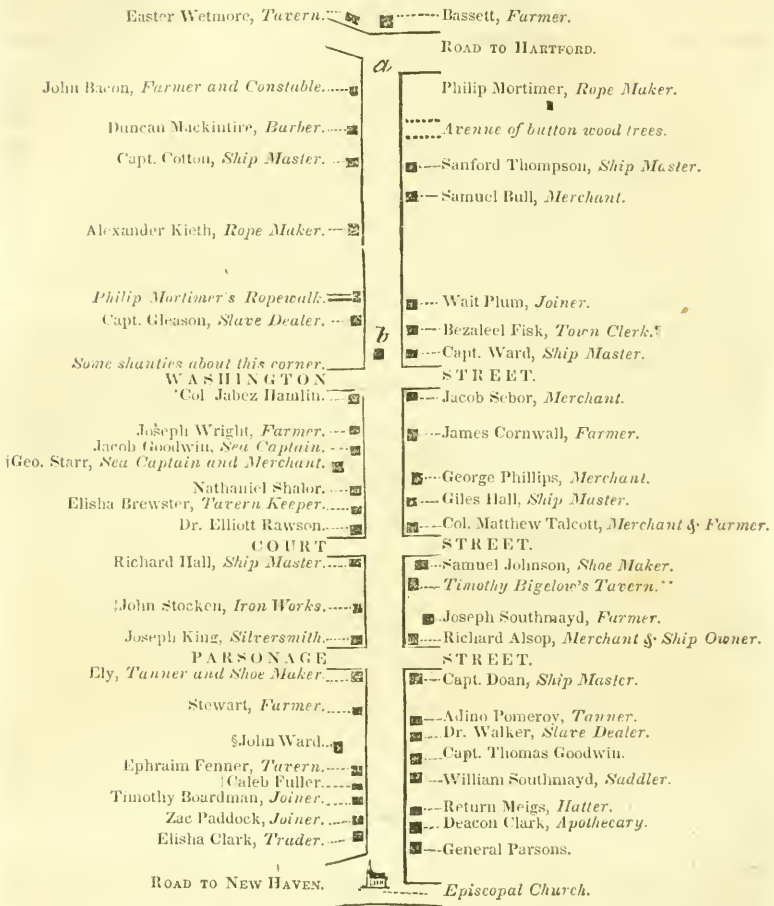 Easter Wetmore, Tavern.
Bassett, Farmer.
ROAD TO HARTFORD.
a
John Bacon, Farmer and Constable.
Philip Mortimer, Rope Maker.
Duncan Mackintire, Barber.
Avenue of button wood trees.
Capt. Cotton, Ship Master.
Sanford Thompson, Ship Master.
Samuel Bull, Merchant.
Alexander Kieth, Rope Maker.
Philip Mortimer's Ropewalk.
Wait Plum, Joiner.
Capt. Gleason, Slave Dealer.
b
Bezaleel Fisk, Town Clerk.¶
Capt. Ward, Ship Master.
Some shanties about this corner.
WASHINGTON STREET.
*Col Jabez Hamlin.
Jacob Sebor, Merchant.
Joseph Wright, Farmer.
James Cornwall, Farmer.
Jacob Goodwin, Sea Captain.
†Geo. Starr, Sea Captain and Merchant.
George Phillips, Merchant.
Nathaniel Shalor.
Giles Hall, Ship Master.
Elisha Brewster, Tavern Keeper.
Dr. Elliott Rawson.
Col. Matthew Talcott, Merchant & Farmer.
COURT STREET.
Richard Hall, Ship Master.
Samuel Johnson, Shoe Maker.
Timothy Bigelow's Tavern.**
‡John Stocken, Iron Works.
Joseph Southmayd, Farmer.
Joseph King, Silversmith.
Richard Alsop, Merchant & Ship Owner.
PARSONAGE STREET.
Ely, Tanner and Shoe Maker.
Capt. Doan, Ship Master.
Stewart, Farmer.
Adino Pomeroy, Tanner.
§John Ward.
Dr. Walker, Slave Dealer.
Capt. Thomas Goodwin.
Ephraim Fenner, Tavern.
Caleb Fuller.
William Southmayd, Saddler.
Timothy Boardman, Joiner.
Return Meigs, Hatter.
Zac Paddock, Joiner.
Deacon Clark, Apothecary.
Elisha Clark, Trader.
General Parsons.
ROAD TO NEW HAVEN.
Episcopal Church.